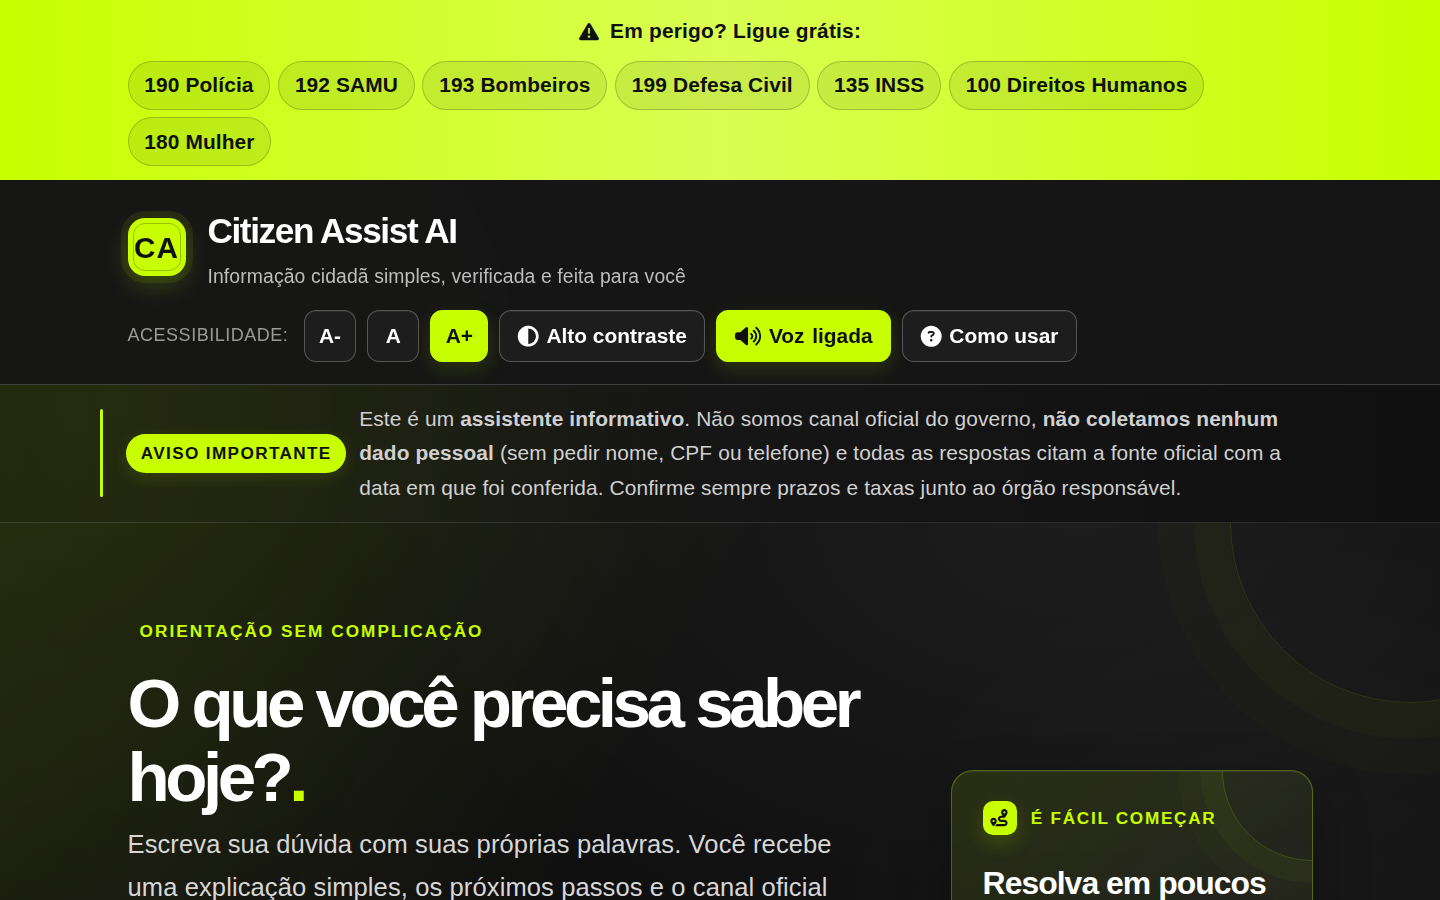 Em perigo? Ligue grátis:
190 Polícia 192 SAMU 193 Bombeiros 199 Defesa Civil 135 INSS 100 Direitos Humanos
180 Mulher
CA
Citizen Assist AI
Informação cidadã simples, verificada e feita para você
ACESSIBILIDADE: A- A A+ Alto contraste Voz ligada ? Como usar
AVISO IMPORTANTE
Este é um assistente informativo. Não somos canal oficial do governo, não coletamos nenhum
dado pessoal (sem pedir nome, CPF ou telefone) e todas as respostas citam a fonte oficial com a
data em que foi conferida. Confirme sempre prazos e taxas junto ao órgão responsável.
ORIENTAÇÃO SEM COMPLICAÇÃO
O que você precisa saber
hoje?.
Escreva sua dúvida com suas próprias palavras. Você recebe
uma explicação simples, os próximos passos e o canal oficial
É FÁCIL COMEÇAR
Resolva em poucos